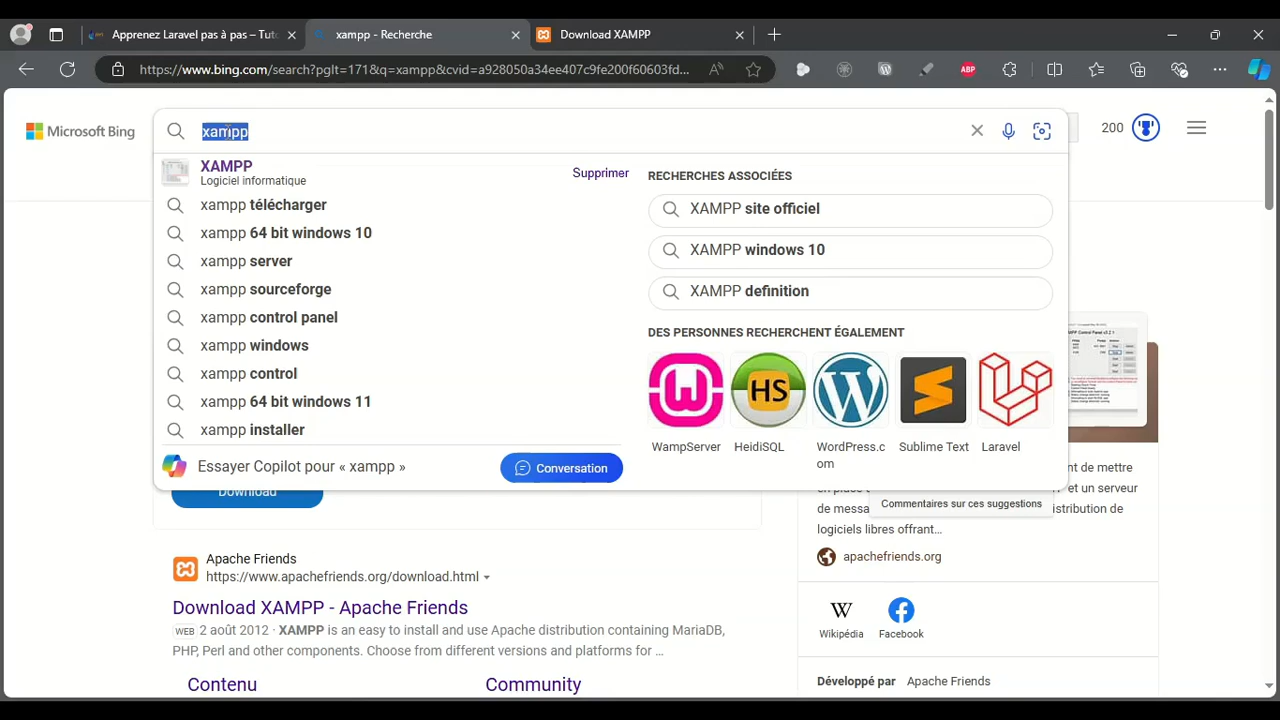 Apprenez Laravel pas à pas – Tuto
xampp - Recherche
Download XAMPP
https://www.bing.com/search?pglt=171&q=xampp&cvid=a928050a34ee407c9fe200f60603fd...
ABP
Microsoft Bing
xampp
200
XAMPP
Logiciel informatique
Supprimer
xampp télécharger
xampp 64 bit windows 10
xampp server
xampp sourceforge
xampp control panel
xampp windows
xampp control
xampp 64 bit windows 11
xampp installer
Essayer Copilot pour « xampp »
Conversation
RECHERCHES ASSOCIÉES
XAMPP site officiel
XAMPP windows 10
XAMPP definition
DES PERSONNES RECHERCHENT ÉGALEMENT
HS
WampServer
HeidiSQL
WordPress.c
om
Sublime Text
Laravel
Download
Apache Friends
https://www.apachefriends.org/download.html
Download XAMPP - Apache Friends
WEB 2 août 2012 · XAMPP is an easy to install and use Apache distribution containing MariaDB,
PHP, Perl and other components. Choose from different versions and platforms for ...
Contenu
Community
nt de mettre
et un serveur
de messa
Commentaires sur ces suggestions
distribution de
logiciels libres offrant…
apachefriends.org
W
Wikipédia
Facebook
Développé par Apache Friends